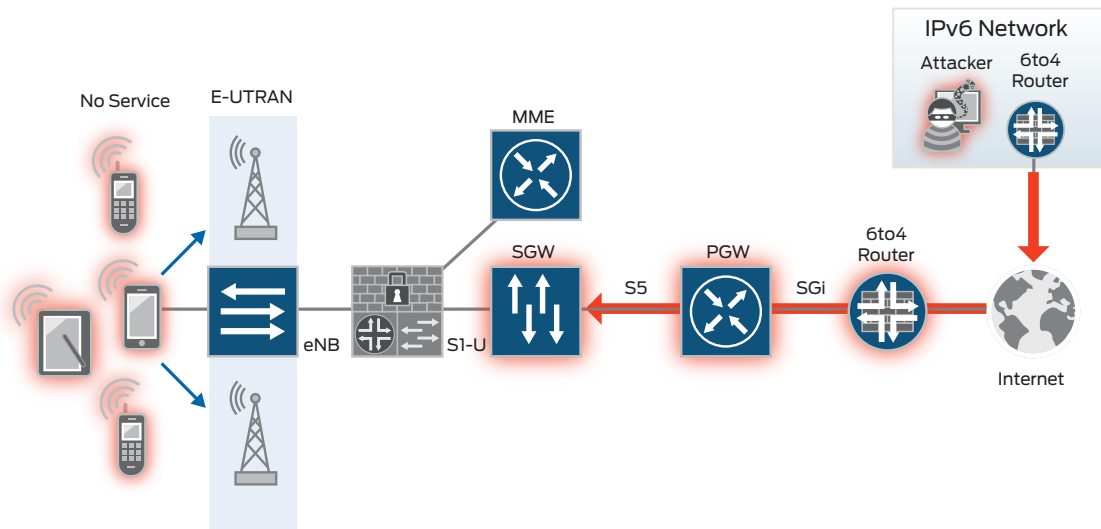 IPv6 Network
Attacker
6to4
Router
No Service
E-UTRAN
MME
SGW
PGW
6to4
Router
S5
SGi
eNB
S1-U
Internet